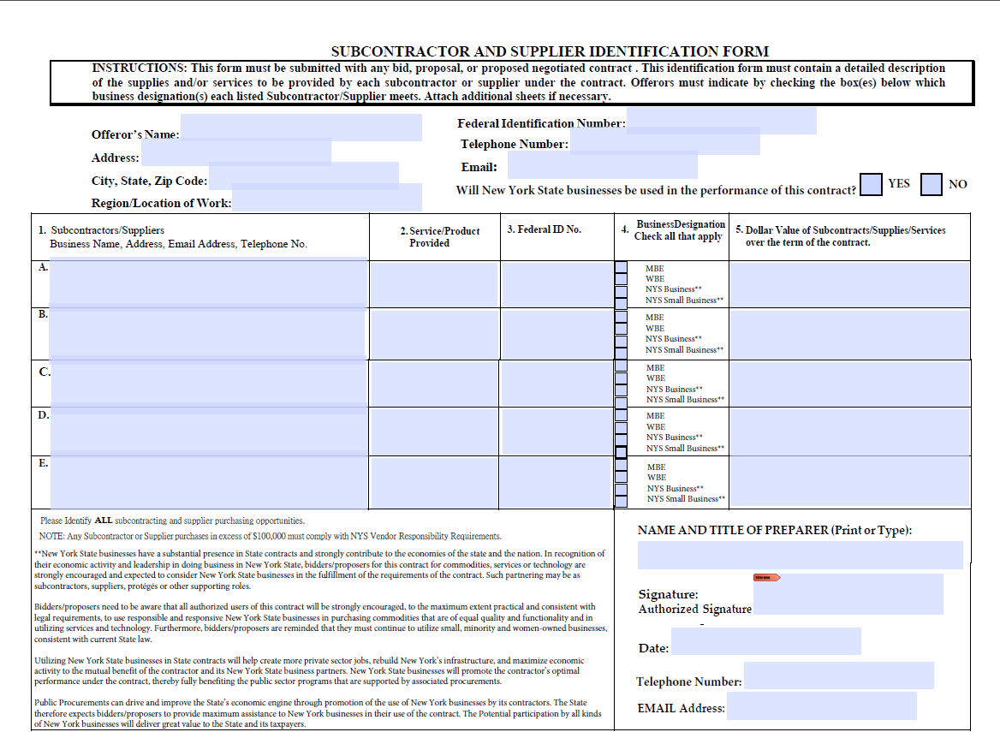 SUBCONTRACTOR AND SUPPLIER IDENTIFICATION FORM
INSTRUCTIONS: This form must be submitted with any bid, proposal, or proposed negotiated contract . This identification form must contain a detailed description
of the supplies and/or services to be provided by each subcontractor or supplier under the contract. Offerors must indicate by checking the box(es) below which
business designation(s) each listed Subcontractor/Supplier meets. Attach additional sheets if necessary.
Offeror's Name:
Address:
City, State, Zip Code:
Region/Location of Work:
Federal Identification Number:
Telephone Number:
Email:
Will New York State businesses be used in the performance of this contract? YES NO
1. Subcontractors/Suppliers
Business Name, Address, Email Address, Telephone No.
2. Service/Product
Provided
3. Federal ID No.
4. BusinessDesignation
Check all that apply
5. Dollar Value of Subcontracts/Supplies/Services
over the term of the contract.
A.
MBE
WBE
NYS Business**
NYS Small Business**
B.
MBE
WBE
NYS Business**
NYS Small Business**
C.
MBE
WBE
NYS Business**
NYS Small Business**
D.
MBE
WBE
NYS Business**
NYS Small Business**
E.
MBE
WBE
NYS Business**
NYS Small Business**
Please Identify ALL subcontracting and supplier purchasing opportunities.
NOTE: Any Subcontractor or Supplier purchases in excess of $100,000 must comply with NYS Vendor Responsibility Requirements.
**New York State businesses have a substantial presence in State contracts and strongly contribute to the economies of the state and the nation. In recognition of
their economic activity and leadership in doing business in New York State, bidders/proposers for this contract for commodities, services or technology are
strongly encouraged and expected to consider New York State businesses in the fulfillment of the requirements of the contract. Such partnering may be as
subcontractors, suppliers, protégés or other supporting roles.
Bidders/proposers need to be aware that all authorized users of this contract will be strongly encouraged, to the maximum extent practical and consistent with
legal requirements, to use responsible and responsive New York State businesses in purchasing commodities that are of equal quality and functionality and in
utilizing services and technology. Furthermore, bidders/proposers are reminded that they must continue to utilize small, minority and women-owned businesses,
consistent with current State law.
Utilizing New York State businesses in State contracts will help create more private sector jobs, rebuild New York's infrastructure, and maximize economic
activity to the mutual benefit of the contractor and its New York State business partners. New York State businesses will promote the contractor's optimal
performance under the contract, thereby fully benefiting the public sector programs that are supported by associated procurements.
Public Procurements can drive and improve the State's economic engine through promotion of the use of New York businesses by its contractors. The State
therefore expects bidders/proposers to provide maximum assistance to New York businesses in their use of the contract. The Potential participation by all kinds
of New York businesses will deliver great value to the State and its taxpayers.
NAME AND TITLE OF PREPARER (Print or Type):
Signature:
Authorized Signature
Date:
Telephone Number:
EMAIL Address: